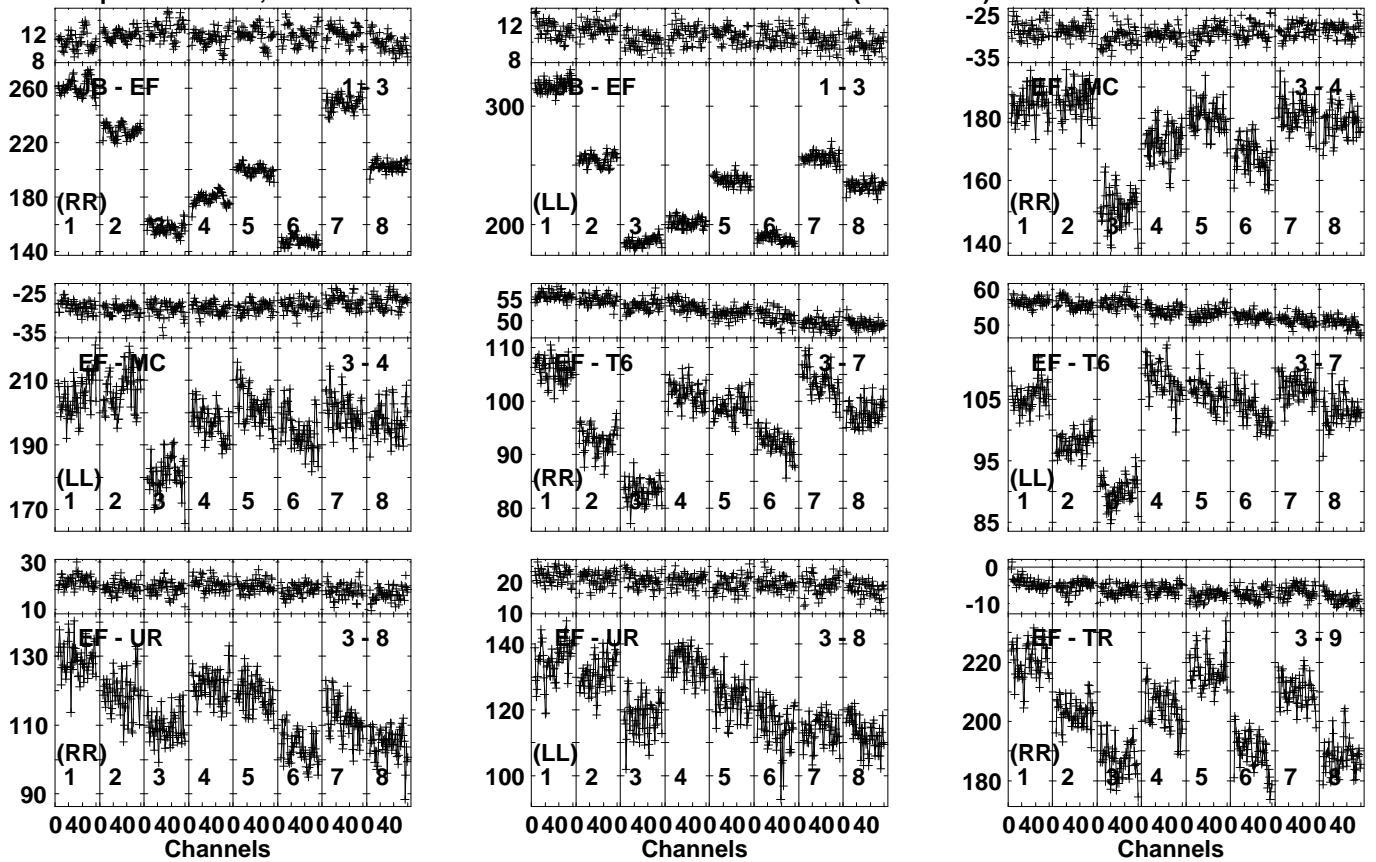 12
8
260
220
180
140
JB - EF 1 - 3
(RR)
1 2 3 4 5 6 7 8
12
8
300
200
JB - EF 1 - 3
(LL)
1 2 3 4 5 6 7 8
-25
-35
180
160
140
EF - MC 3 - 4
(RR)
1 2 3 4 5 6 7 8
-25
-35
210
190
170
EF - MC 3 - 4
(LL)
1 2 3 4 5 6 7 8
55
50
110
100
90
80
EF - T6 3 - 7
(RR)
1 2 3 4 5 6 7 8
60
50
105
95
85
EF - T6 3 - 7
(LL)
1 2 3 4 5 6 7 8
30
10
130
110
90
EF - UR 3 - 8
(RR)
1 2 3 4 5 6 7 8
0 40 0 40 0 40 0 40 0 40 0 40 0 40 0 40
Channels
20
10
140
120
100
EF - UR 3 - 8
(LL)
1 2 3 4 5 6 7 8
0 40 0 40 0 40 0 40 0 40 0 40 0 40 0 40
Channels
0
-10
220
200
180
EF - TR 3 - 9
(RR)
1 2 3 4 5 6 7 8
0 40 0 40 0 40 0 40 0 40 0 40 0 40 0 40
Channels